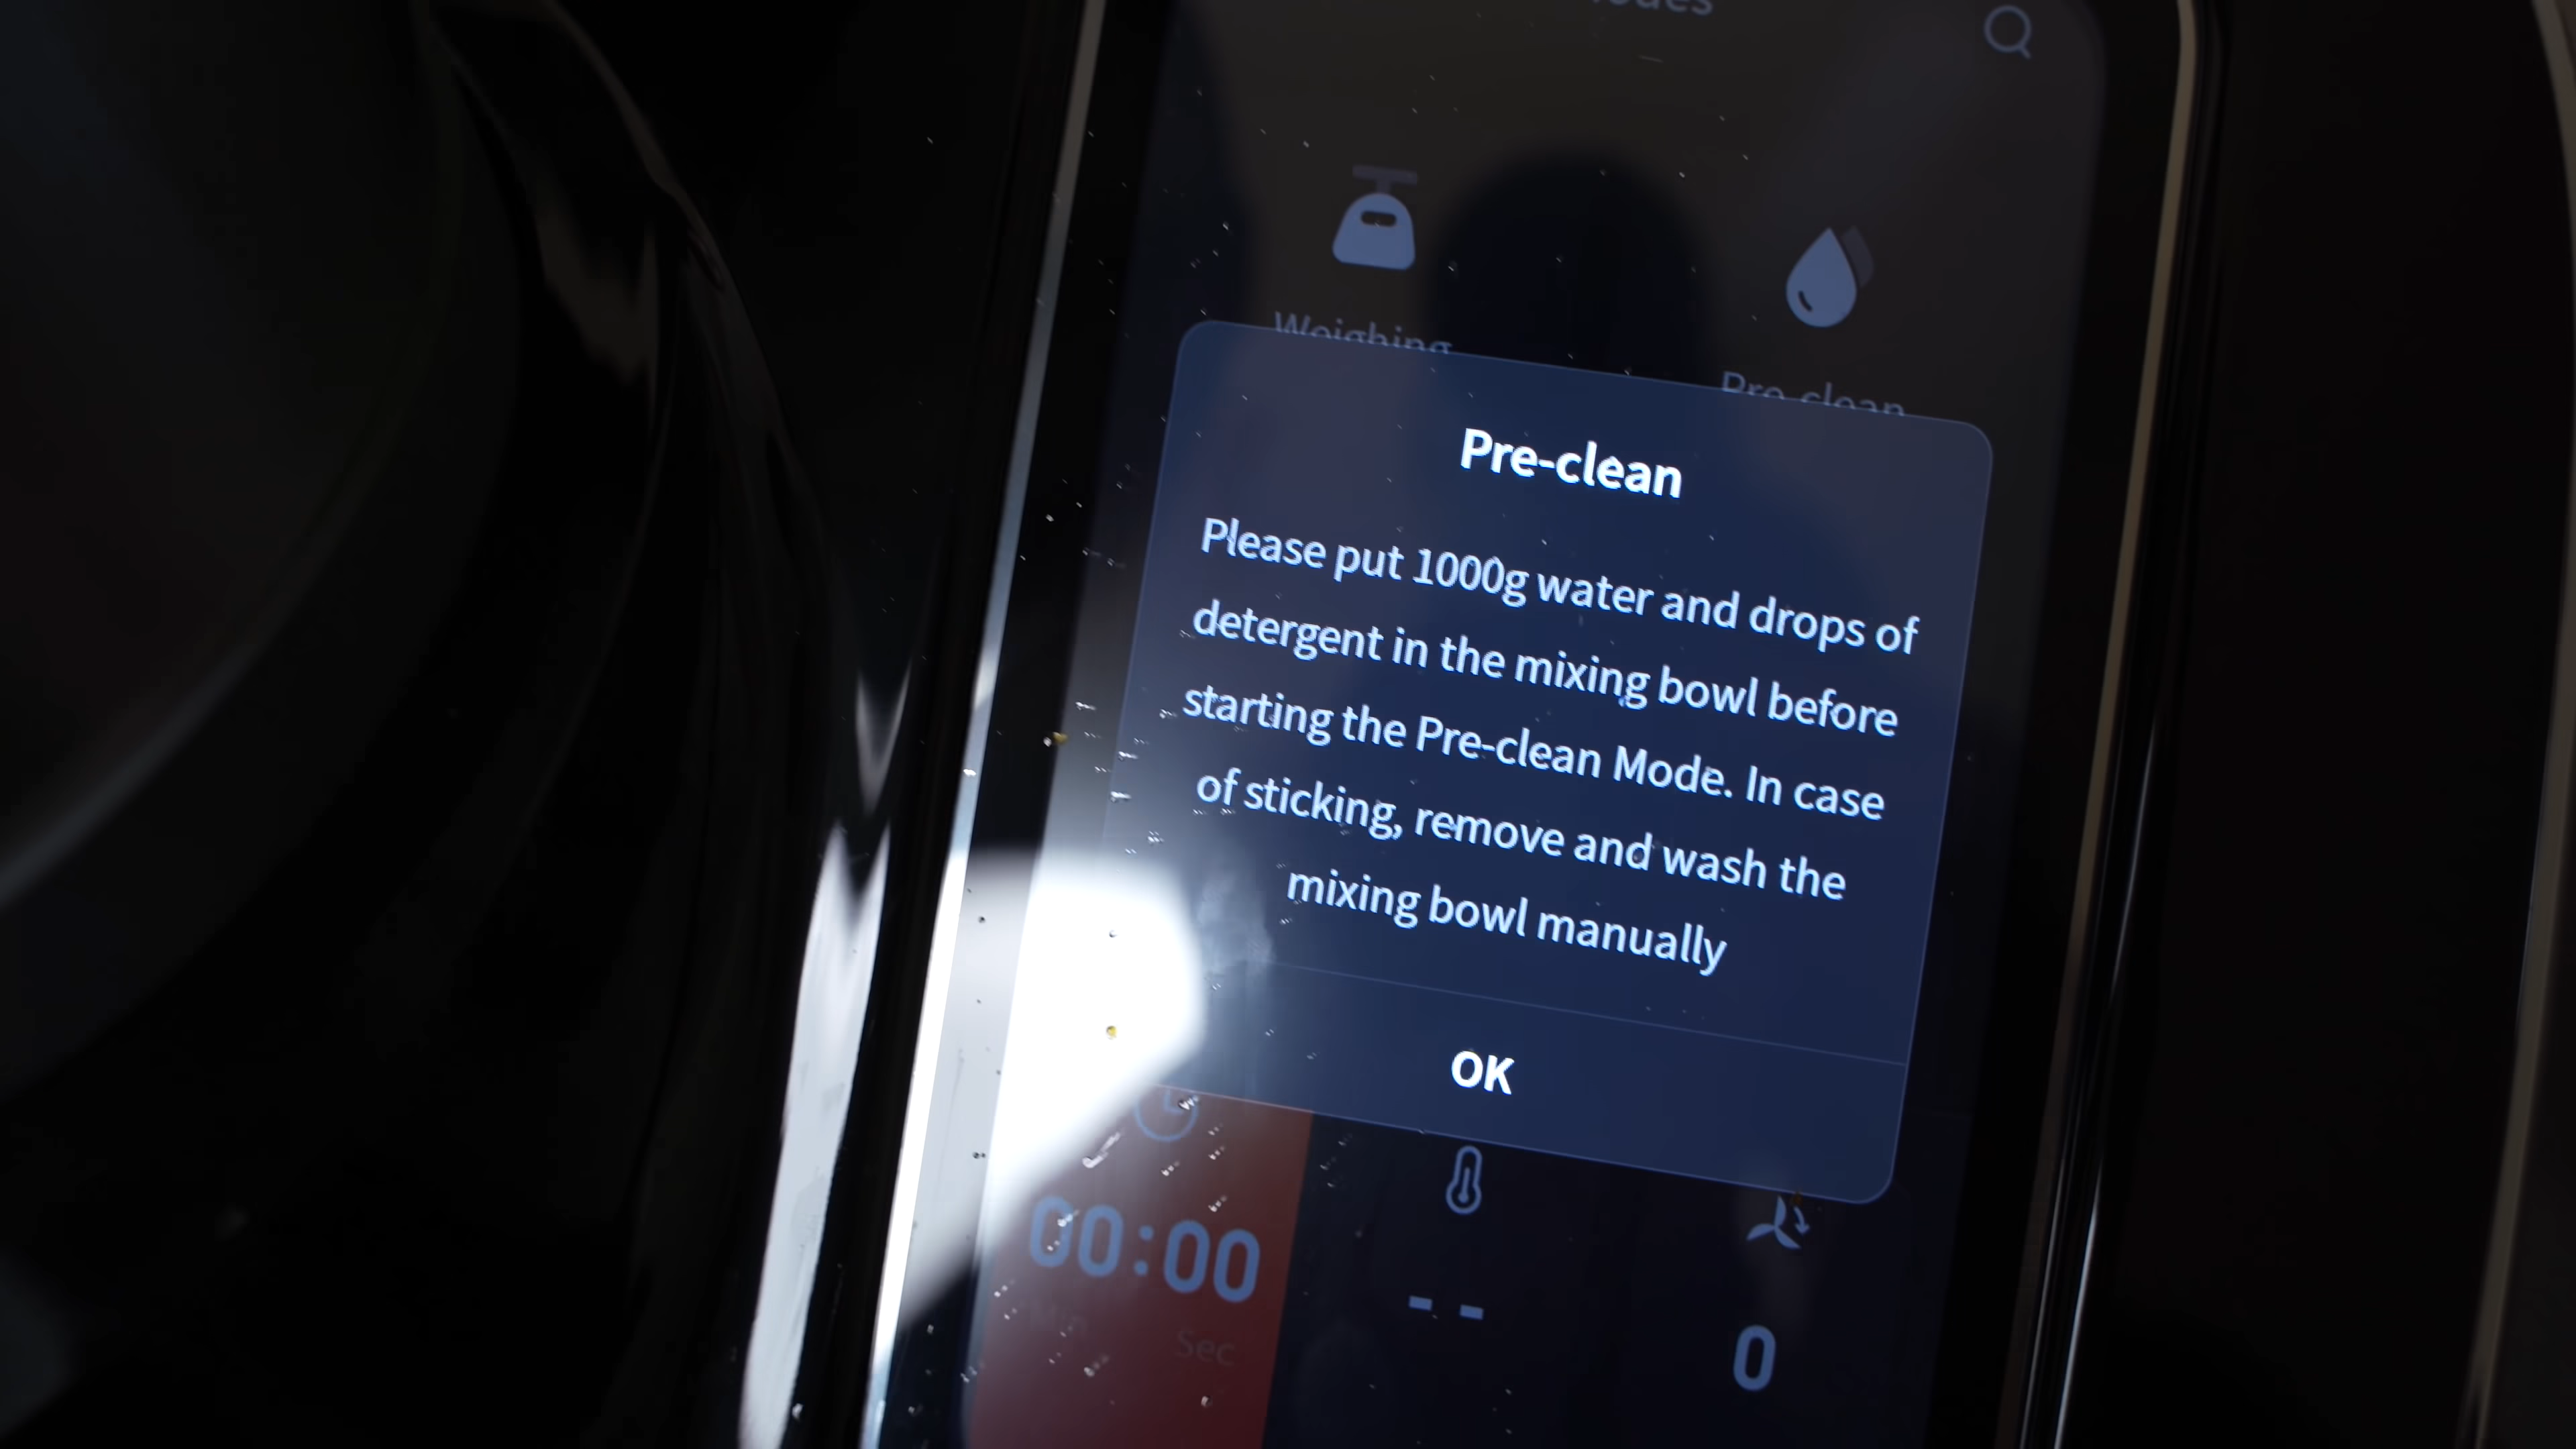 Weighing
Pre-clean
Pre-clean
Please put 1000g water and drops of
detergent in the mixing bowl before
starting the Pre-clean Mode. In case
of sticking, remove and wash the
mixing bowl manually
OK
00:00
Sec
--
0